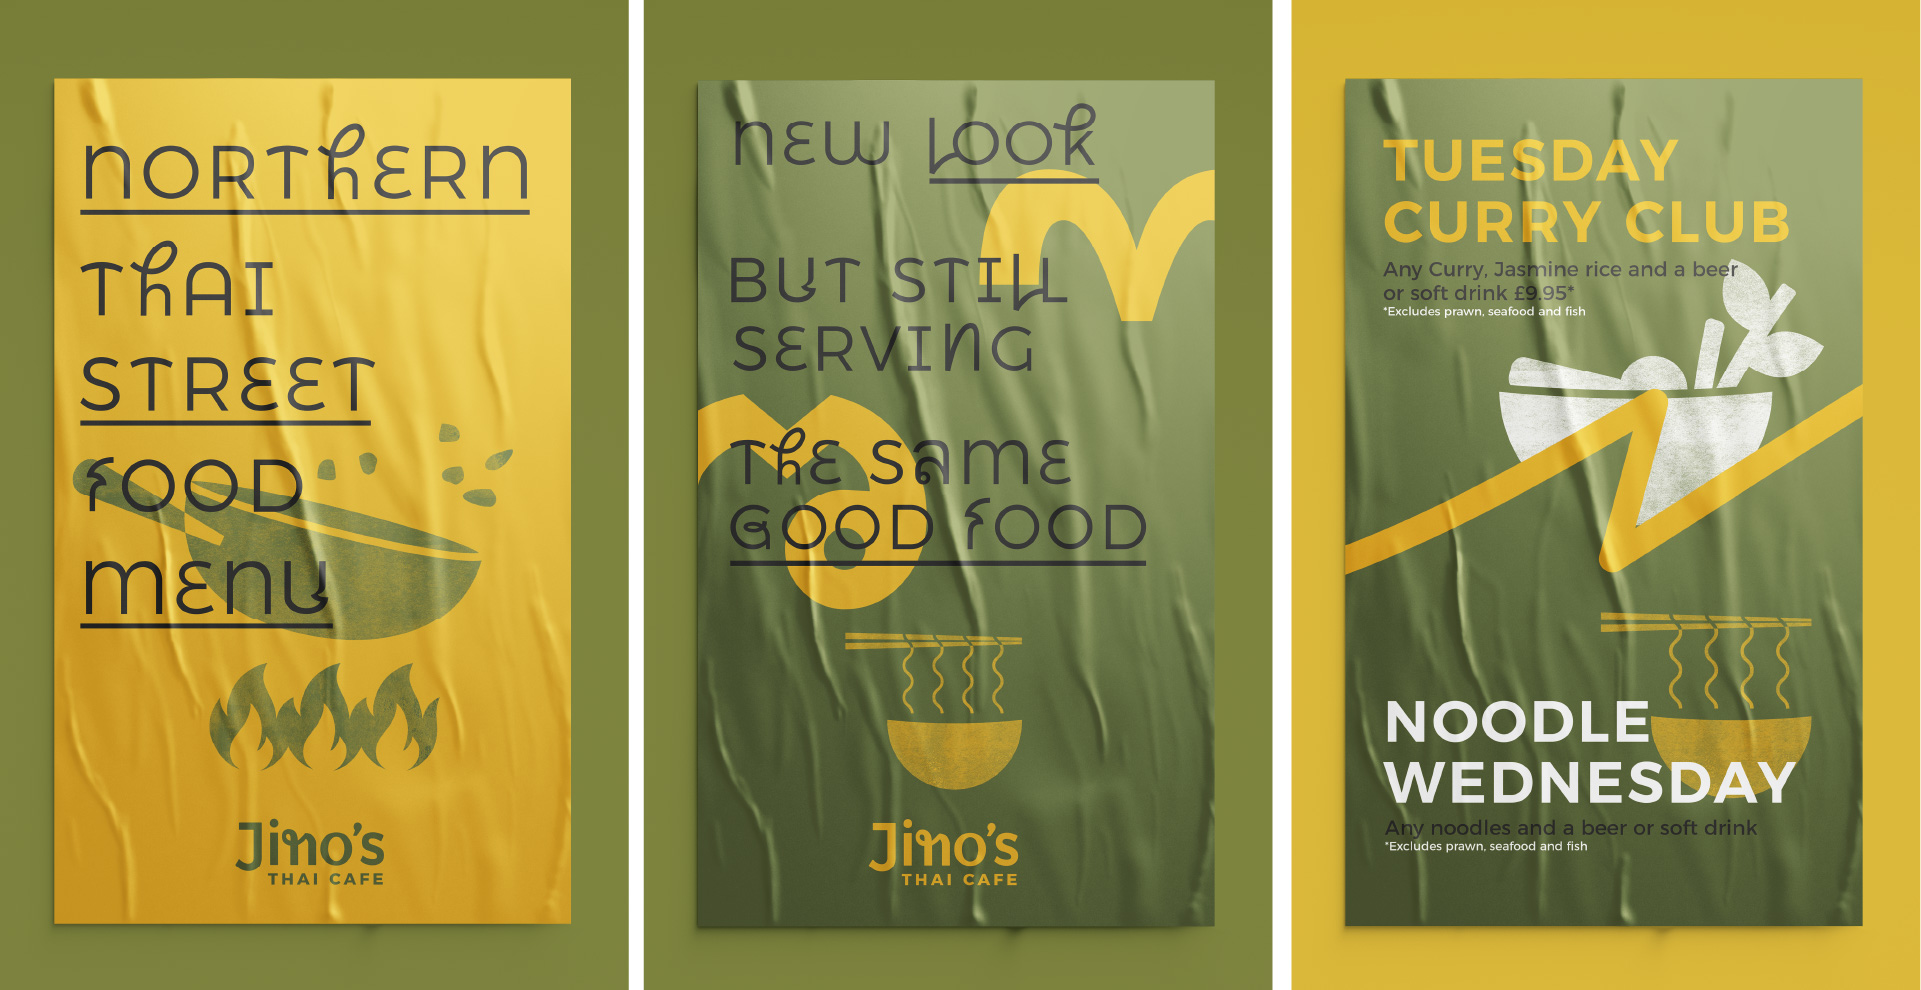 NORTHERN
THAI
STREET
FOOD
MENU
Jino's
THAI CAFE
NEW LOOK
BUT STILL
SERVING
THE SAME
GOOD FOOD
Jino's
THAI CAFE
TUESDAY
CURRY CLUB
Any Curry, Jasmine rice and a beer
or soft drink £9.95*
*Excludes prawn, seafood and fish
NOODLE
WEDNESDAY
Any noodles and a beer or soft drink
*Excludes prawn, seafood and fish